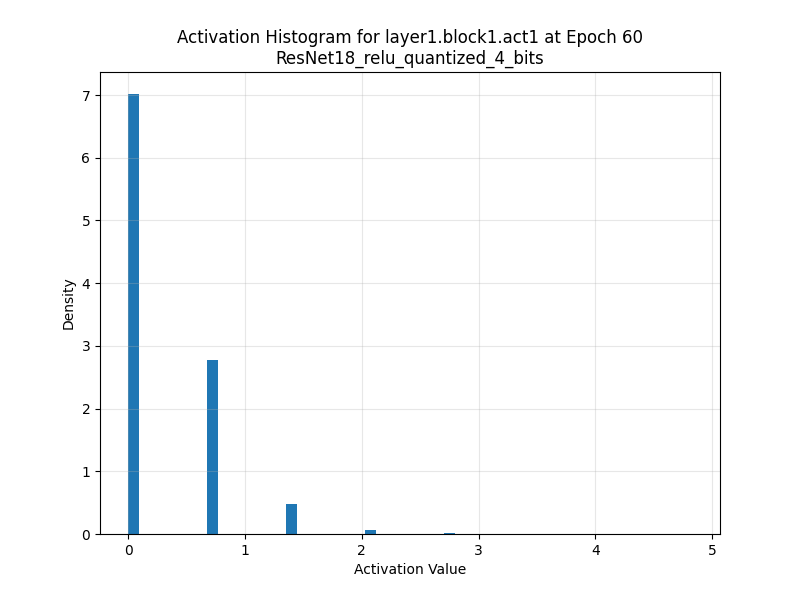 Activation Histogram for layer1.block1.act1 at Epoch 60
ResNet18_relu_quantized_4_bits
7
6
5
4
3
2
1
0
Density
0 1 2 3 4 5
Activation Value